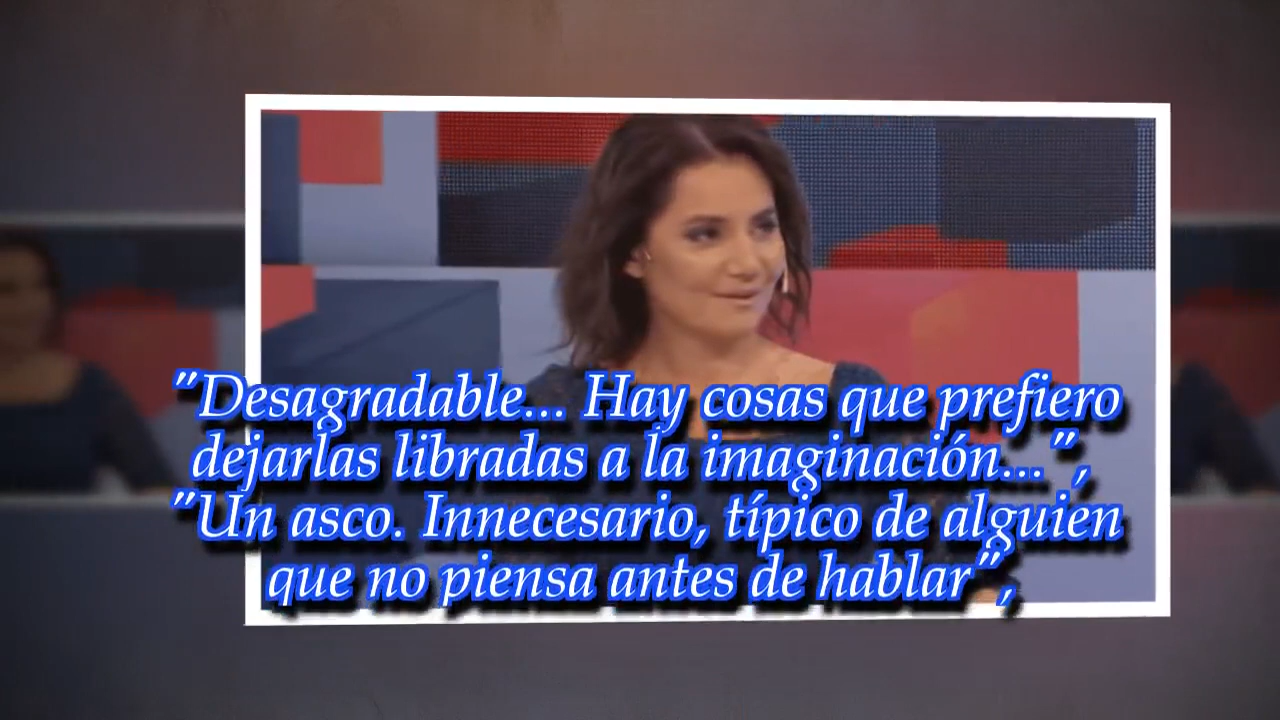 "Desagradable... Hay cosas que prefiero
dejarlas libradas a la imaginación...",
"Un asco. Innecesario, típico de alguien
que no piensa antes de hablar",